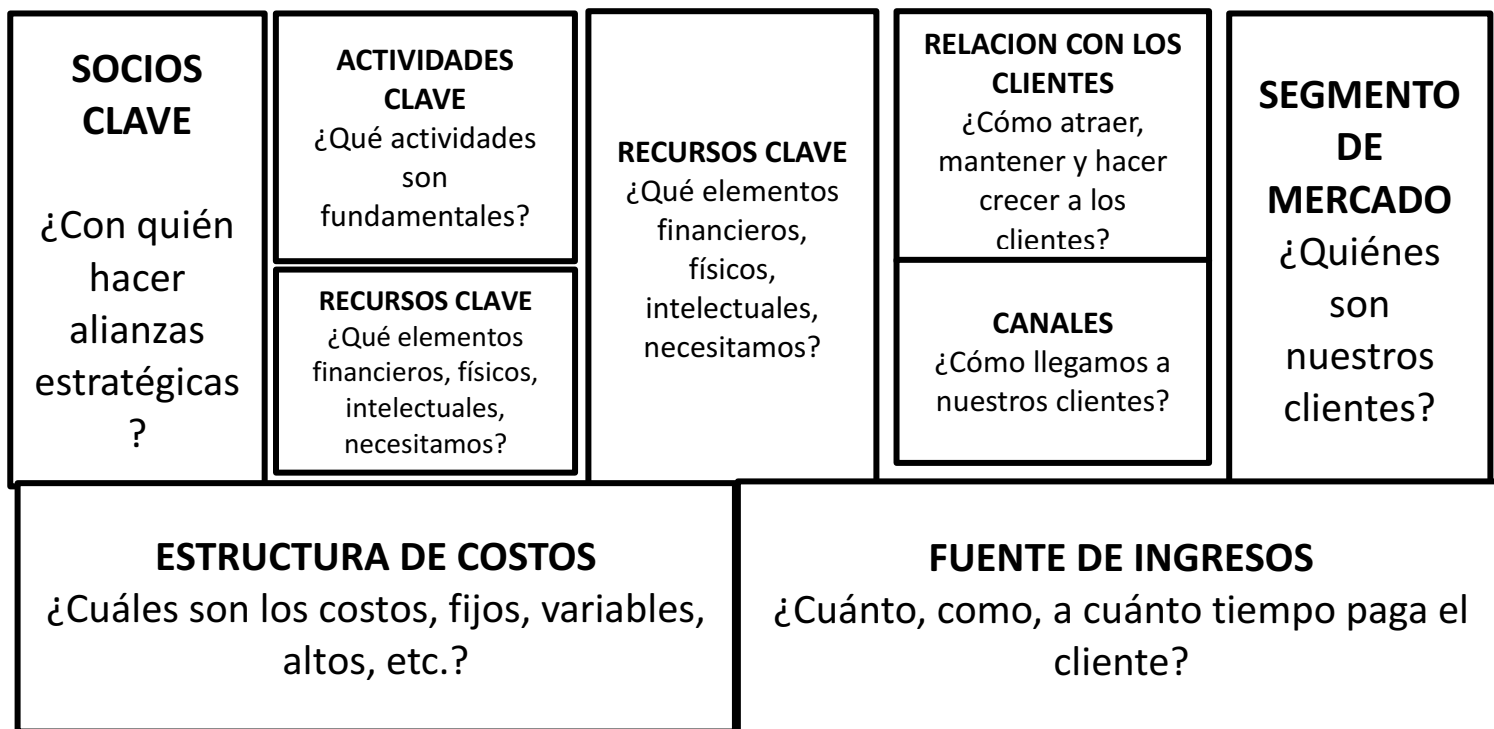 SOCIOS
CLAVE
¿Con quién
hacer
alianzas
estratégicas
?
ACTIVIDADES
CLAVE
¿Qué actividades
son
fundamentales?
RECURSOS CLAVE
¿Qué elementos
financieros, físicos,
intelectuales,
necesitamos?
RECURSOS CLAVE
¿Qué elementos
financieros,
físicos,
intelectuales,
necesitamos?
RELACION CON LOS
CLIENTES
¿Cómo atraer,
mantener y hacer
crecer a los
clientes?
CANALES
¿Cómo llegamos a
nuestros clientes?
SEGMENTO
DE
MERCADO
¿Quiénes
son
nuestros
clientes?
ESTRUCTURA DE COSTOS
¿Cuáles son los costos, fijos, variables,
altos, etc.?
FUENTE DE INGRESOS
¿Cuánto, como, a cuánto tiempo paga el
cliente?